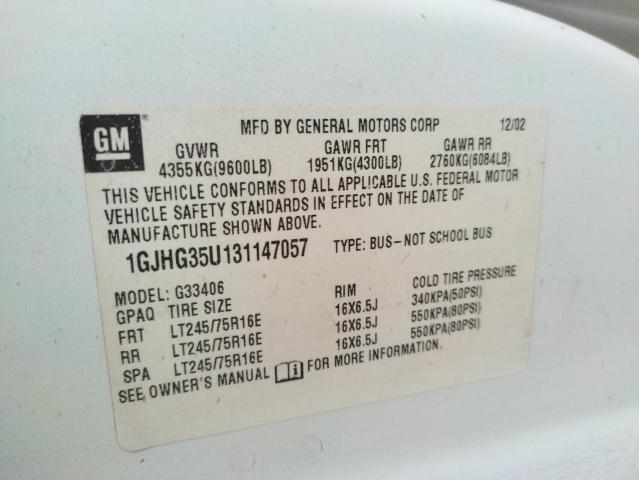 GM
MFD BY GENERAL MOTORS CORP 12/02
GVWR GAWR FRT GAWR RR
4355KG(9600LB) 1951KG(4300LB) 2760KG(6084LB)
THIS VEHICLE CONFORMS TO ALL APPLICABLE U.S. FEDERAL MOTOR
VEHICLE SAFETY STANDARDS IN EFFECT ON THE DATE OF
MANUFACTURE SHOWN ABOVE.
1GJHG35U131147057 TYPE: BUS-NOT SCHOOL BUS
MODEL: G33406
GPAQ TIRE SIZE RIM COLD TIRE PRESSURE
FRT LT245/75R16E 16X6.5J 340KPA(50PSI)
RR LT245/75R16E 16X6.5J 550KPA(80PSI)
SPA LT245/75R16E 16X6.5J 550KPA(80PSI)
SEE OWNER'S MANUAL FOR MORE INFORMATION.